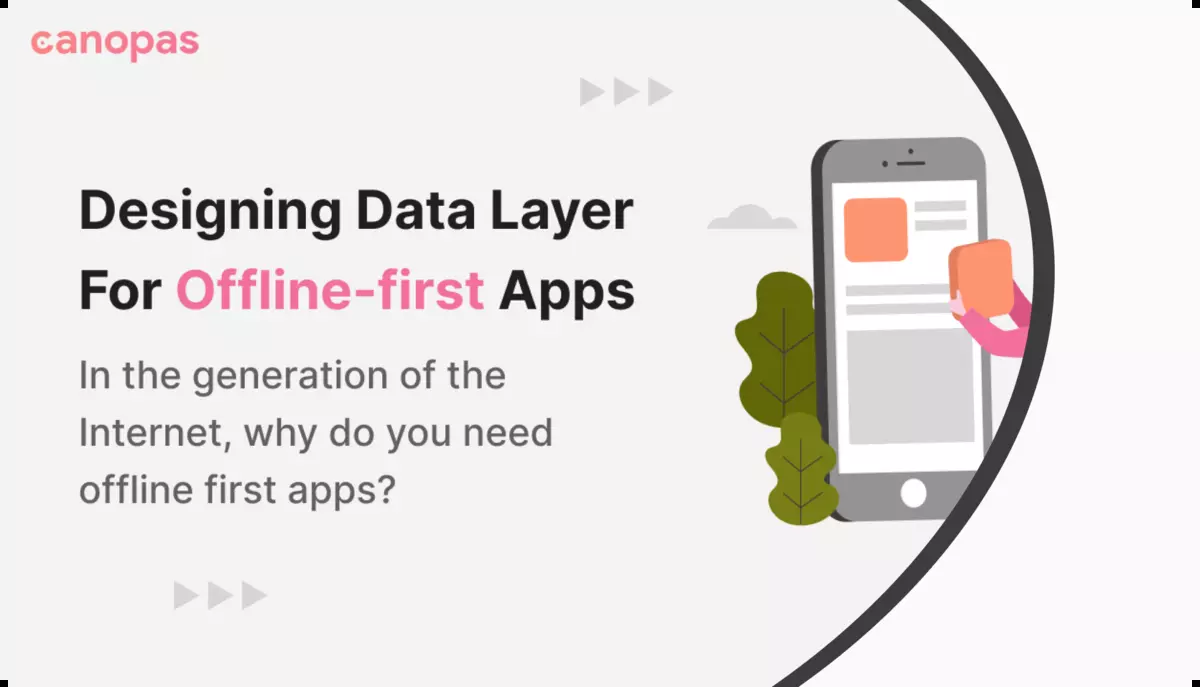 canopas
Designing Data Layer
For Offline-first Apps
In the generation of the
Internet, why do you need
offline first apps?